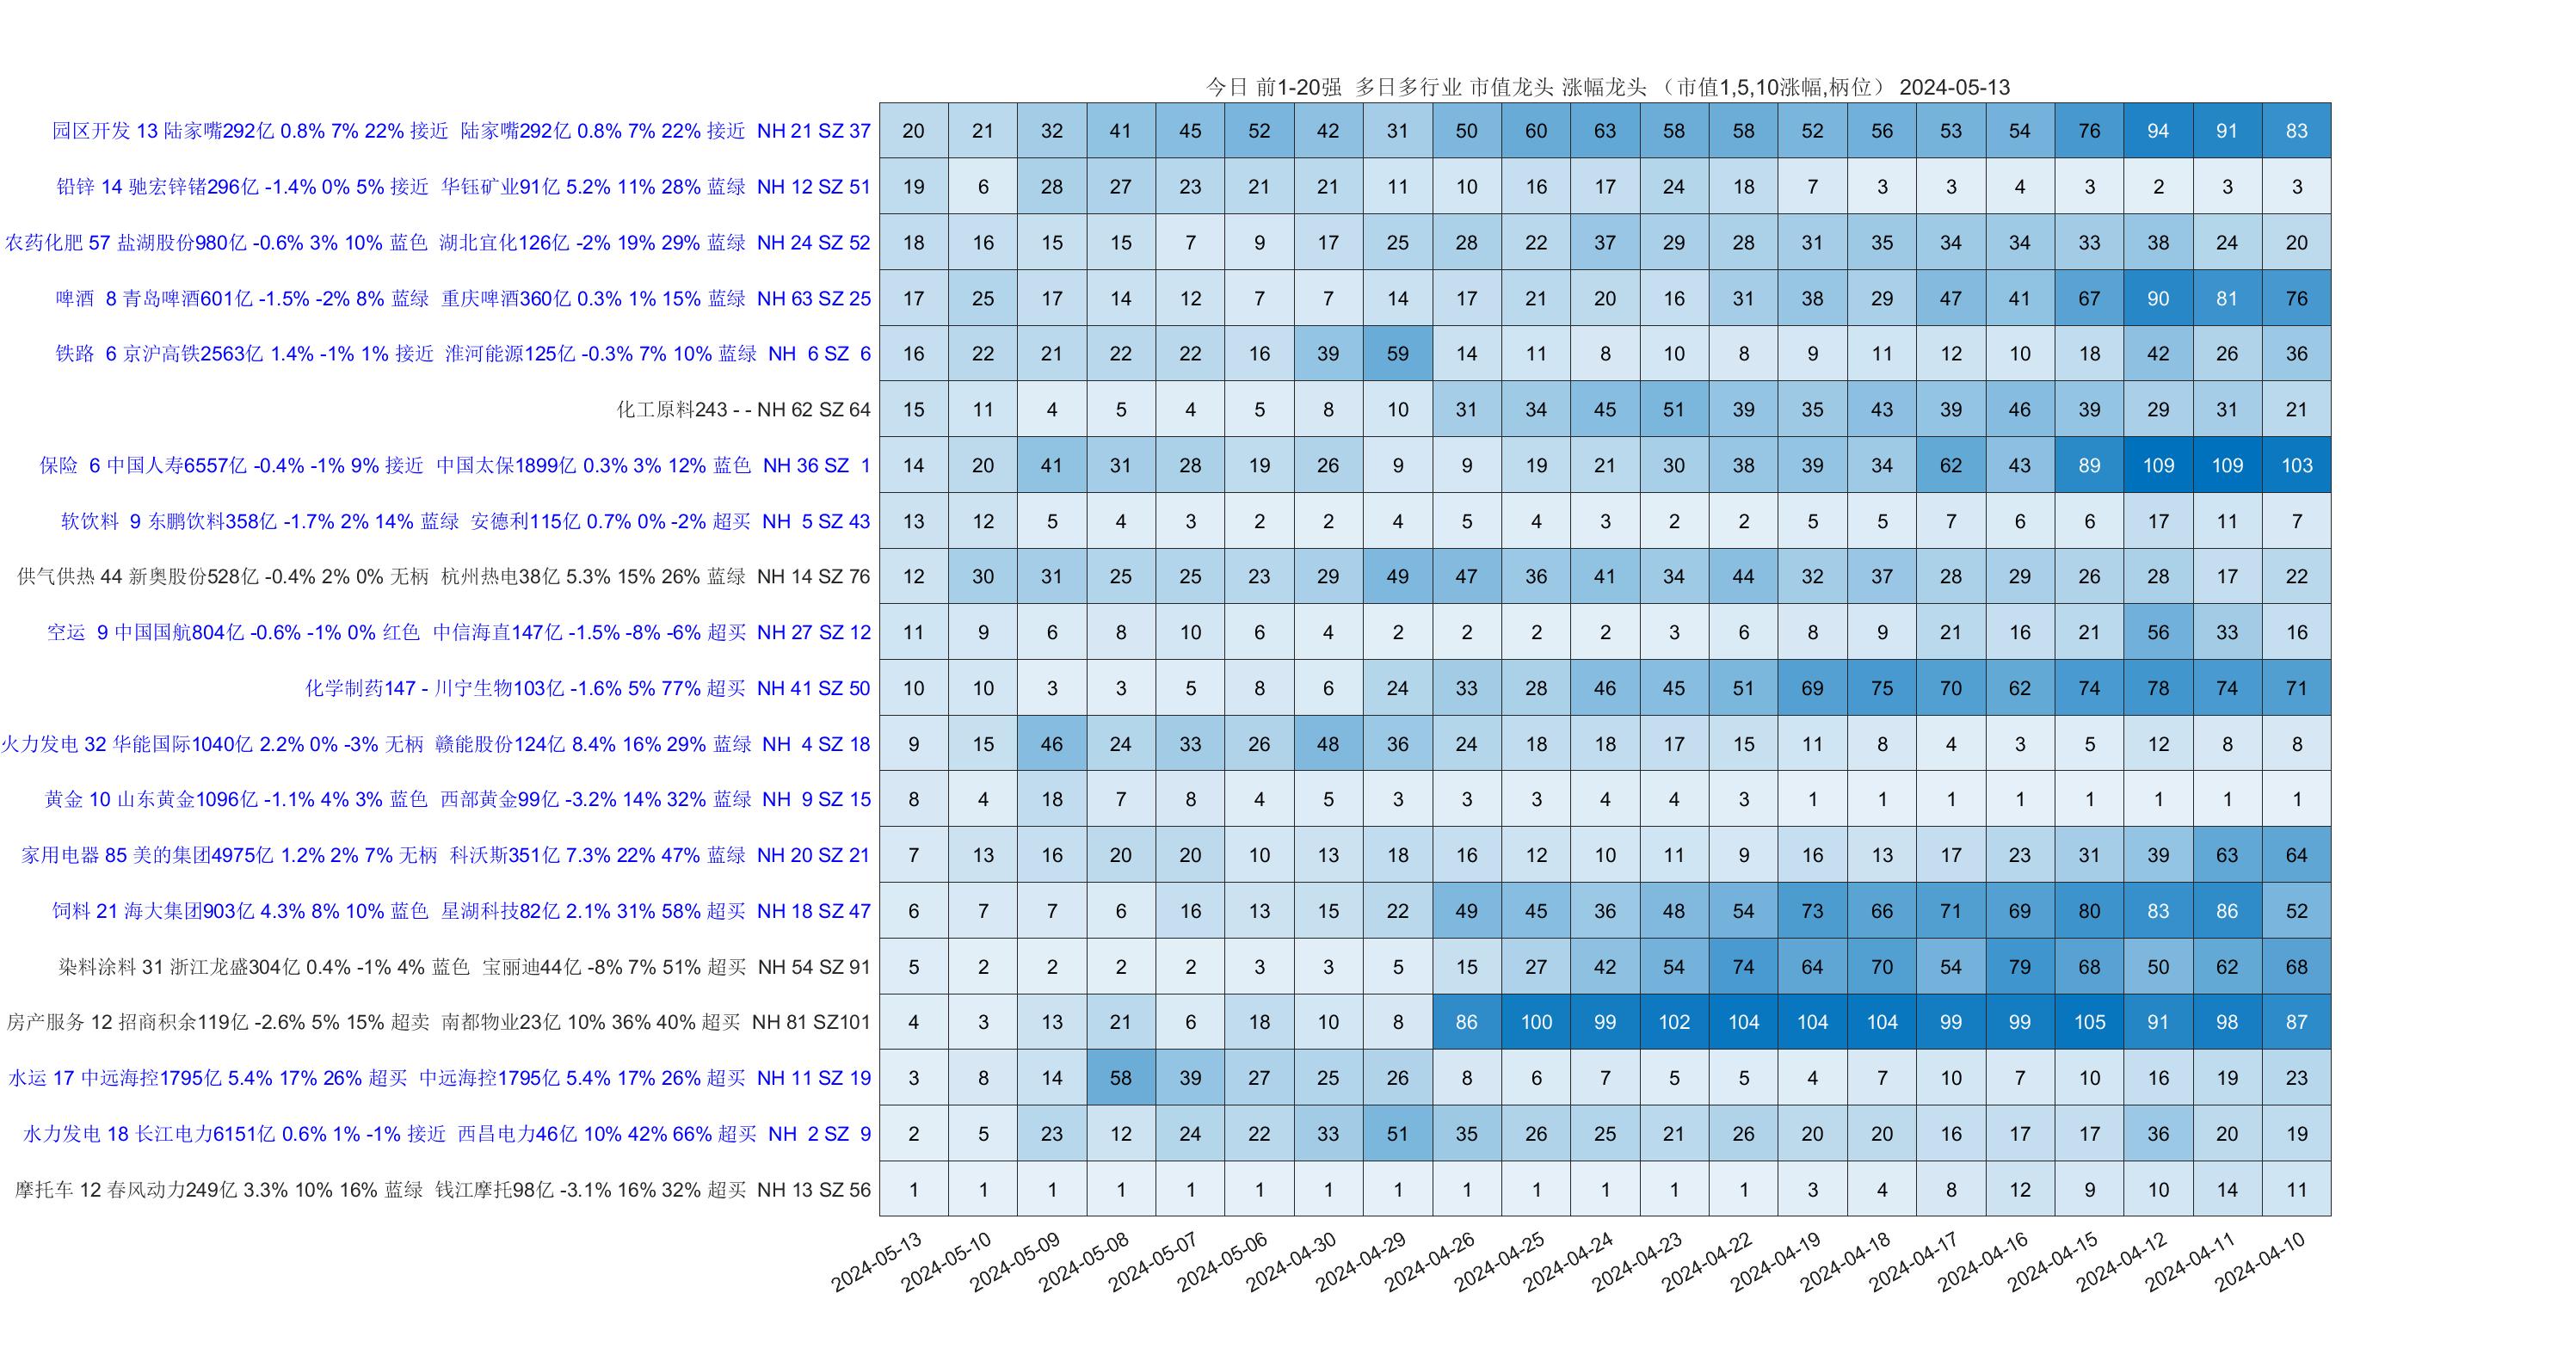 今日 前1-20强 多日多行业 市值龙头 涨幅龙头 （市值1,5,10涨幅,柄位） 2024-05-13
园区开发 13 陆家嘴292亿 0.8% 7% 22% 接近 陆家嘴292亿 0.8% 7% 22% 接近 NH 21 SZ 37 20 21 32 41 45 52 42 31 50 60 63 58 58 52 56 53 54 76 94 91 83
铅锌 14 驰宏锌锗296亿 -1.4% 0% 5% 接近 华钰矿业91亿 5.2% 11% 28% 蓝绿 NH 12 SZ 51 19 6 28 27 23 21 21 11 10 16 17 24 18 7 3 3 4 3 2 3 3
农药化肥 57 盐湖股份980亿 -0.6% 3% 10% 蓝色 湖北宜化126亿 -2% 19% 29% 蓝绿 NH 24 SZ 52 18 16 15 15 7 9 17 25 28 22 37 29 28 31 35 34 34 33 38 24 20
啤酒 8 青岛啤酒601亿 -1.5% -2% 8% 蓝绿 重庆啤酒360亿 0.3% 1% 15% 蓝绿 NH 63 SZ 25 17 25 17 14 12 7 7 14 17 21 20 16 31 38 29 47 41 67 90 81 76
铁路 6 京沪高铁2563亿 1.4% -1% 1% 接近 淮河能源125亿 -0.3% 7% 10% 蓝绿 NH 6 SZ 6 16 22 21 22 22 16 39 59 14 11 8 10 8 9 11 12 10 18 42 26 36
化工原料243 - - NH 62 SZ 64 15 11 4 5 4 5 8 10 31 34 45 51 39 35 43 39 46 39 29 31 21
保险 6 中国人寿6557亿 -0.4% -1% 9% 接近 中国太保1899亿 0.3% 3% 12% 蓝色 NH 36 SZ 1 14 20 41 31 28 19 26 9 9 19 21 30 38 39 34 62 43 89 109 109 103
软饮料 9 东鹏饮料358亿 -1.7% 2% 14% 蓝绿 安德利115亿 0.7% 0% -2% 超买 NH 5 SZ 43 13 12 5 4 3 2 2 4 5 4 3 2 2 5 5 7 6 6 17 11 7
供气供热 44 新奥股份528亿 -0.4% 2% 0% 无柄 杭州热电38亿 5.3% 15% 26% 蓝绿 NH 14 SZ 76 12 30 31 25 25 23 29 49 47 36 41 34 44 32 37 28 29 26 28 17 22
空运 9 中国国航804亿 -0.6% -1% 0% 红色 中信海直147亿 -1.5% -8% -6% 超买 NH 27 SZ 12 11 9 6 8 10 6 4 2 2 2 2 3 6 8 9 21 16 21 56 33 16
化学制药147 - 川宁生物103亿 -1.6% 5% 77% 超买 NH 41 SZ 50 10 10 3 3 5 8 6 24 33 28 46 45 51 69 75 70 62 74 78 74 71
火力发电 32 华能国际1040亿 2.2% 0% -3% 无柄 赣能股份124亿 8.4% 16% 29% 蓝绿 NH 4 SZ 18 9 15 46 24 33 26 48 36 24 18 18 17 15 11 8 4 3 5 12 8 8
黄金 10 山东黄金1096亿 -1.1% 4% 3% 蓝色 西部黄金99亿 -3.2% 14% 32% 蓝绿 NH 9 SZ 15 8 4 18 7 8 4 5 3 3 3 4 4 3 1 1 1 1 1 1 1 1
家用电器 85 美的集团4975亿 1.2% 2% 7% 无柄 科沃斯351亿 7.3% 22% 47% 蓝绿 NH 20 SZ 21 7 13 16 20 20 10 13 18 16 12 10 11 9 16 13 17 23 31 39 63 64
饲料 21 海大集团903亿 4.3% 8% 10% 蓝色 星湖科技82亿 2.1% 31% 58% 超买 NH 18 SZ 47 6 7 7 6 16 13 15 22 49 45 36 48 54 73 66 71 69 80 83 86 52
染料涂料 31 浙江龙盛304亿 0.4% -1% 4% 蓝色 宝丽迪44亿 -8% 7% 51% 超买 NH 54 SZ 91 5 2 2 2 2 3 3 5 15 27 42 54 74 64 70 54 79 68 50 62 68
房产服务 12 招商积余119亿 -2.6% 5% 15% 超卖 南都物业23亿 10% 36% 40% 超买 NH 81 SZ101 4 3 13 21 6 18 10 8 86 100 99 102 104 104 104 99 99 105 91 98 87
水运 17 中远海控1795亿 5.4% 17% 26% 超买 中远海控1795亿 5.4% 17% 26% 超买 NH 11 SZ 19 3 8 14 58 39 27 25 26 8 6 7 5 5 4 7 10 7 10 16 19 23
水力发电 18 长江电力6151亿 0.6% 1% -1% 接近 西昌电力46亿 10% 42% 66% 超买 NH 2 SZ 9 2 5 23 12 24 22 33 51 35 26 25 21 26 20 20 16 17 17 36 20 19
摩托车 12 春风动力249亿 3.3% 10% 16% 蓝绿 钱江摩托98亿 -3.1% 16% 32% 超买 NH 13 SZ 56 1 1 1 1 1 1 1 1 1 1 1 1 1 3 4 8 12 9 10 14 11
2024-05-13 2024-05-10 2024-05-09 2024-05-08 2024-05-07 2024-05-06 2024-04-30 2024-04-29 2024-04-26 2024-04-25 2024-04-24 2024-04-23 2024-04-22 2024-04-19 2024-04-18 2024-04-17 2024-04-16 2024-04-15 2024-04-12 2024-04-11 2024-04-10